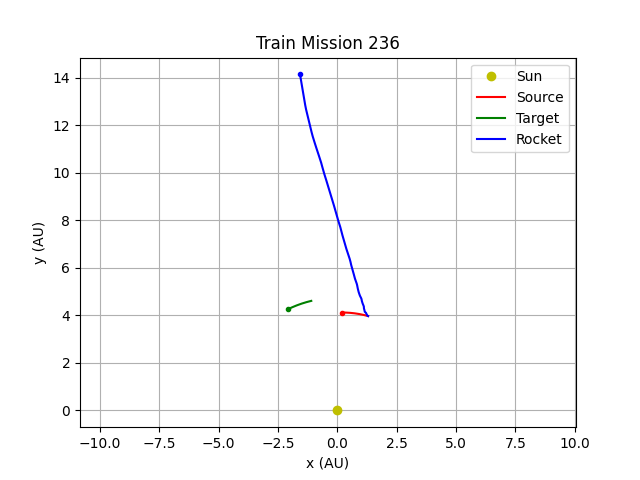 Train Mission 236
Sun
Source
Target
Rocket
y (AU)
14
12
10
8
6
4
2
0
−10.0 −7.5 −5.0 −2.5 0.0 2.5 5.0 7.5 10.0
x (AU)